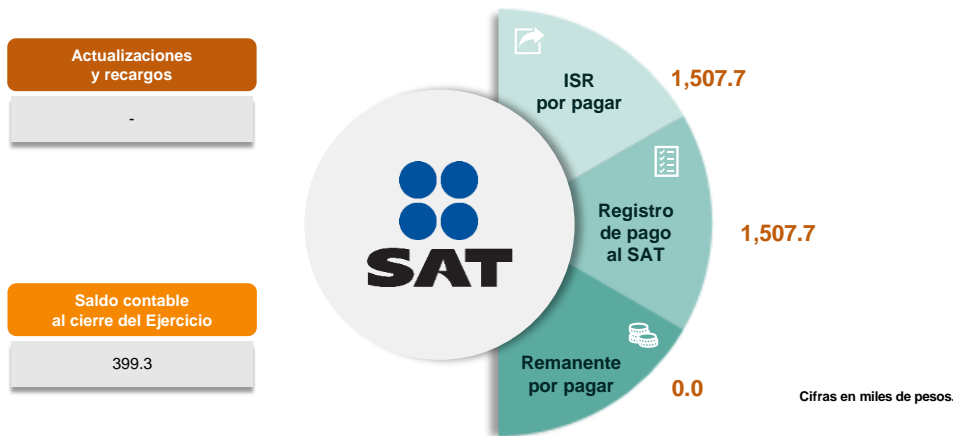 Actualizaciones
y recargos
-
Saldo contable
al cierre del Ejercicio
399.3
SAT
ISR
por pagar
1,507.7
Registro
de pago
al SAT
1,507.7
Remanente
por pagar
0.0
Cifras en miles de pesos.